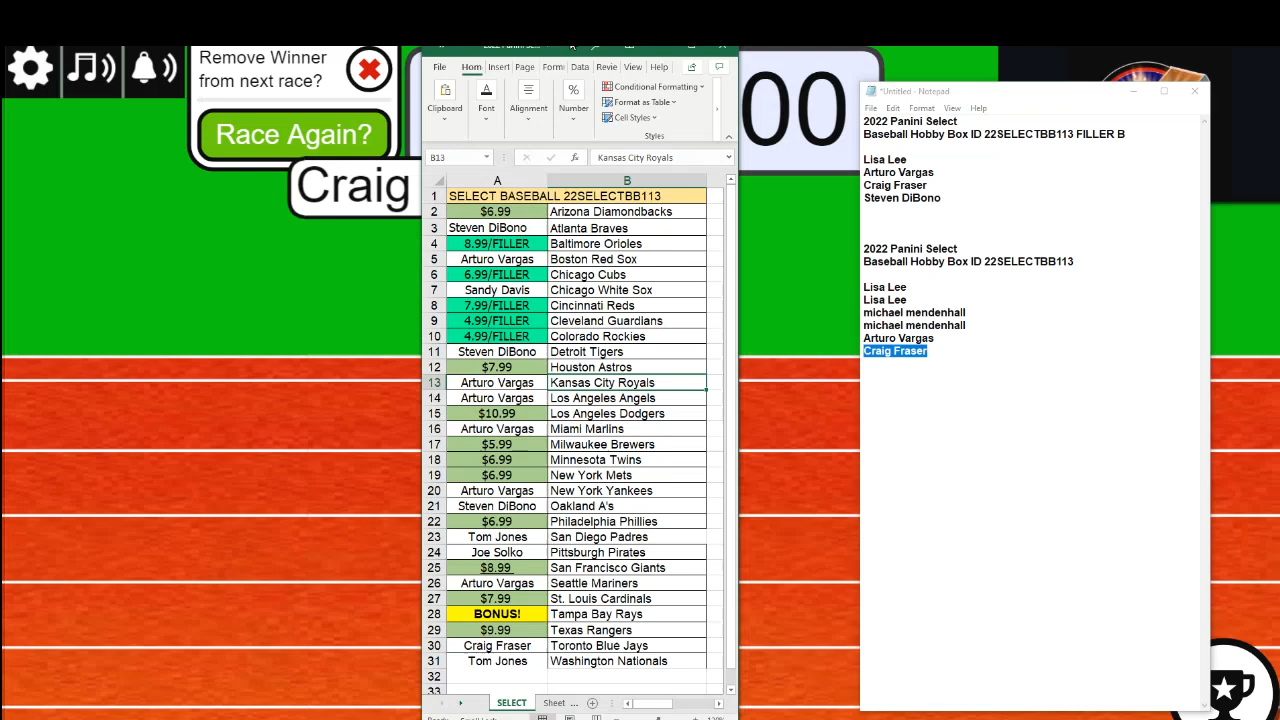 Remove Winner
from next race?
Race Again?
Craig
00
File Hom Insert Page Form Data Revie View Help
Clipboard
Font
Alignment
Number
Conditional Formatting
Format as Table
Cell Styles
Styles
B13
fx
Kansas City Royals
A B
1 SELECT BASEBALL 22SELECTBB113
2 $6.99 Arizona Diamondbacks
3 Steven DiBono Atlanta Braves
4 8.99/FILLER Baltimore Orioles
5 Arturo Vargas Boston Red Sox
6 6.99/FILLER Chicago Cubs
7 Sandy Davis Chicago White Sox
8 7.99/FILLER Cincinnati Reds
9 4.99/FILLER Cleveland Guardians
10 4.99/FILLER Colorado Rockies
11 Steven DiBono Detroit Tigers
12 $7.99 Houston Astros
13 Arturo Vargas Kansas City Royals
14 Arturo Vargas Los Angeles Angels
15 $10.99 Los Angeles Dodgers
16 Arturo Vargas Miami Marlins
17 $5.99 Milwaukee Brewers
18 $6.99 Minnesota Twins
19 $6.99 New York Mets
20 Arturo Vargas New York Yankees
21 Steven DiBono Oakland A's
22 $6.99 Philadelphia Phillies
23 Tom Jones San Diego Padres
24 Joe Solko Pittsburgh Pirates
25 $8.99 San Francisco Giants
26 Arturo Vargas Seattle Mariners
27 $7.99 St. Louis Cardinals
28 BONUS! Tampa Bay Rays
29 $9.99 Texas Rangers
30 Craig Fraser Toronto Blue Jays
31 Tom Jones Washington Nationals
32
33
SELECT Sheet ...
*Untitled - Notepad
File Edit Format View Help
2022 Panini Select
Baseball Hobby Box ID 22SELECTBB113 FILLER B
Lisa Lee
Arturo Vargas
Craig Fraser
Steven DiBono
2022 Panini Select
Baseball Hobby Box ID 22SELECTBB113
Lisa Lee
Lisa Lee
michael mendenhall
michael mendenhall
Arturo Vargas
Craig Fraser